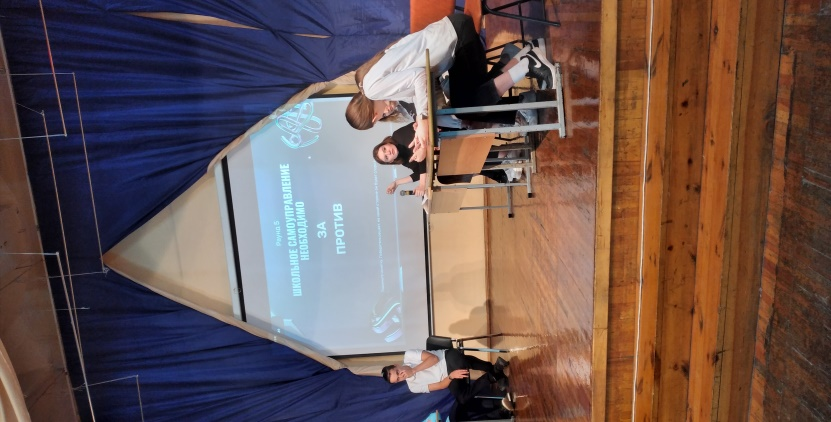 Раунд 5
ШКОЛЬНОЕ САМОУПРАВЛЕНИЕ
НЕОБХОДИМО
ЗА
ПРОТИВ